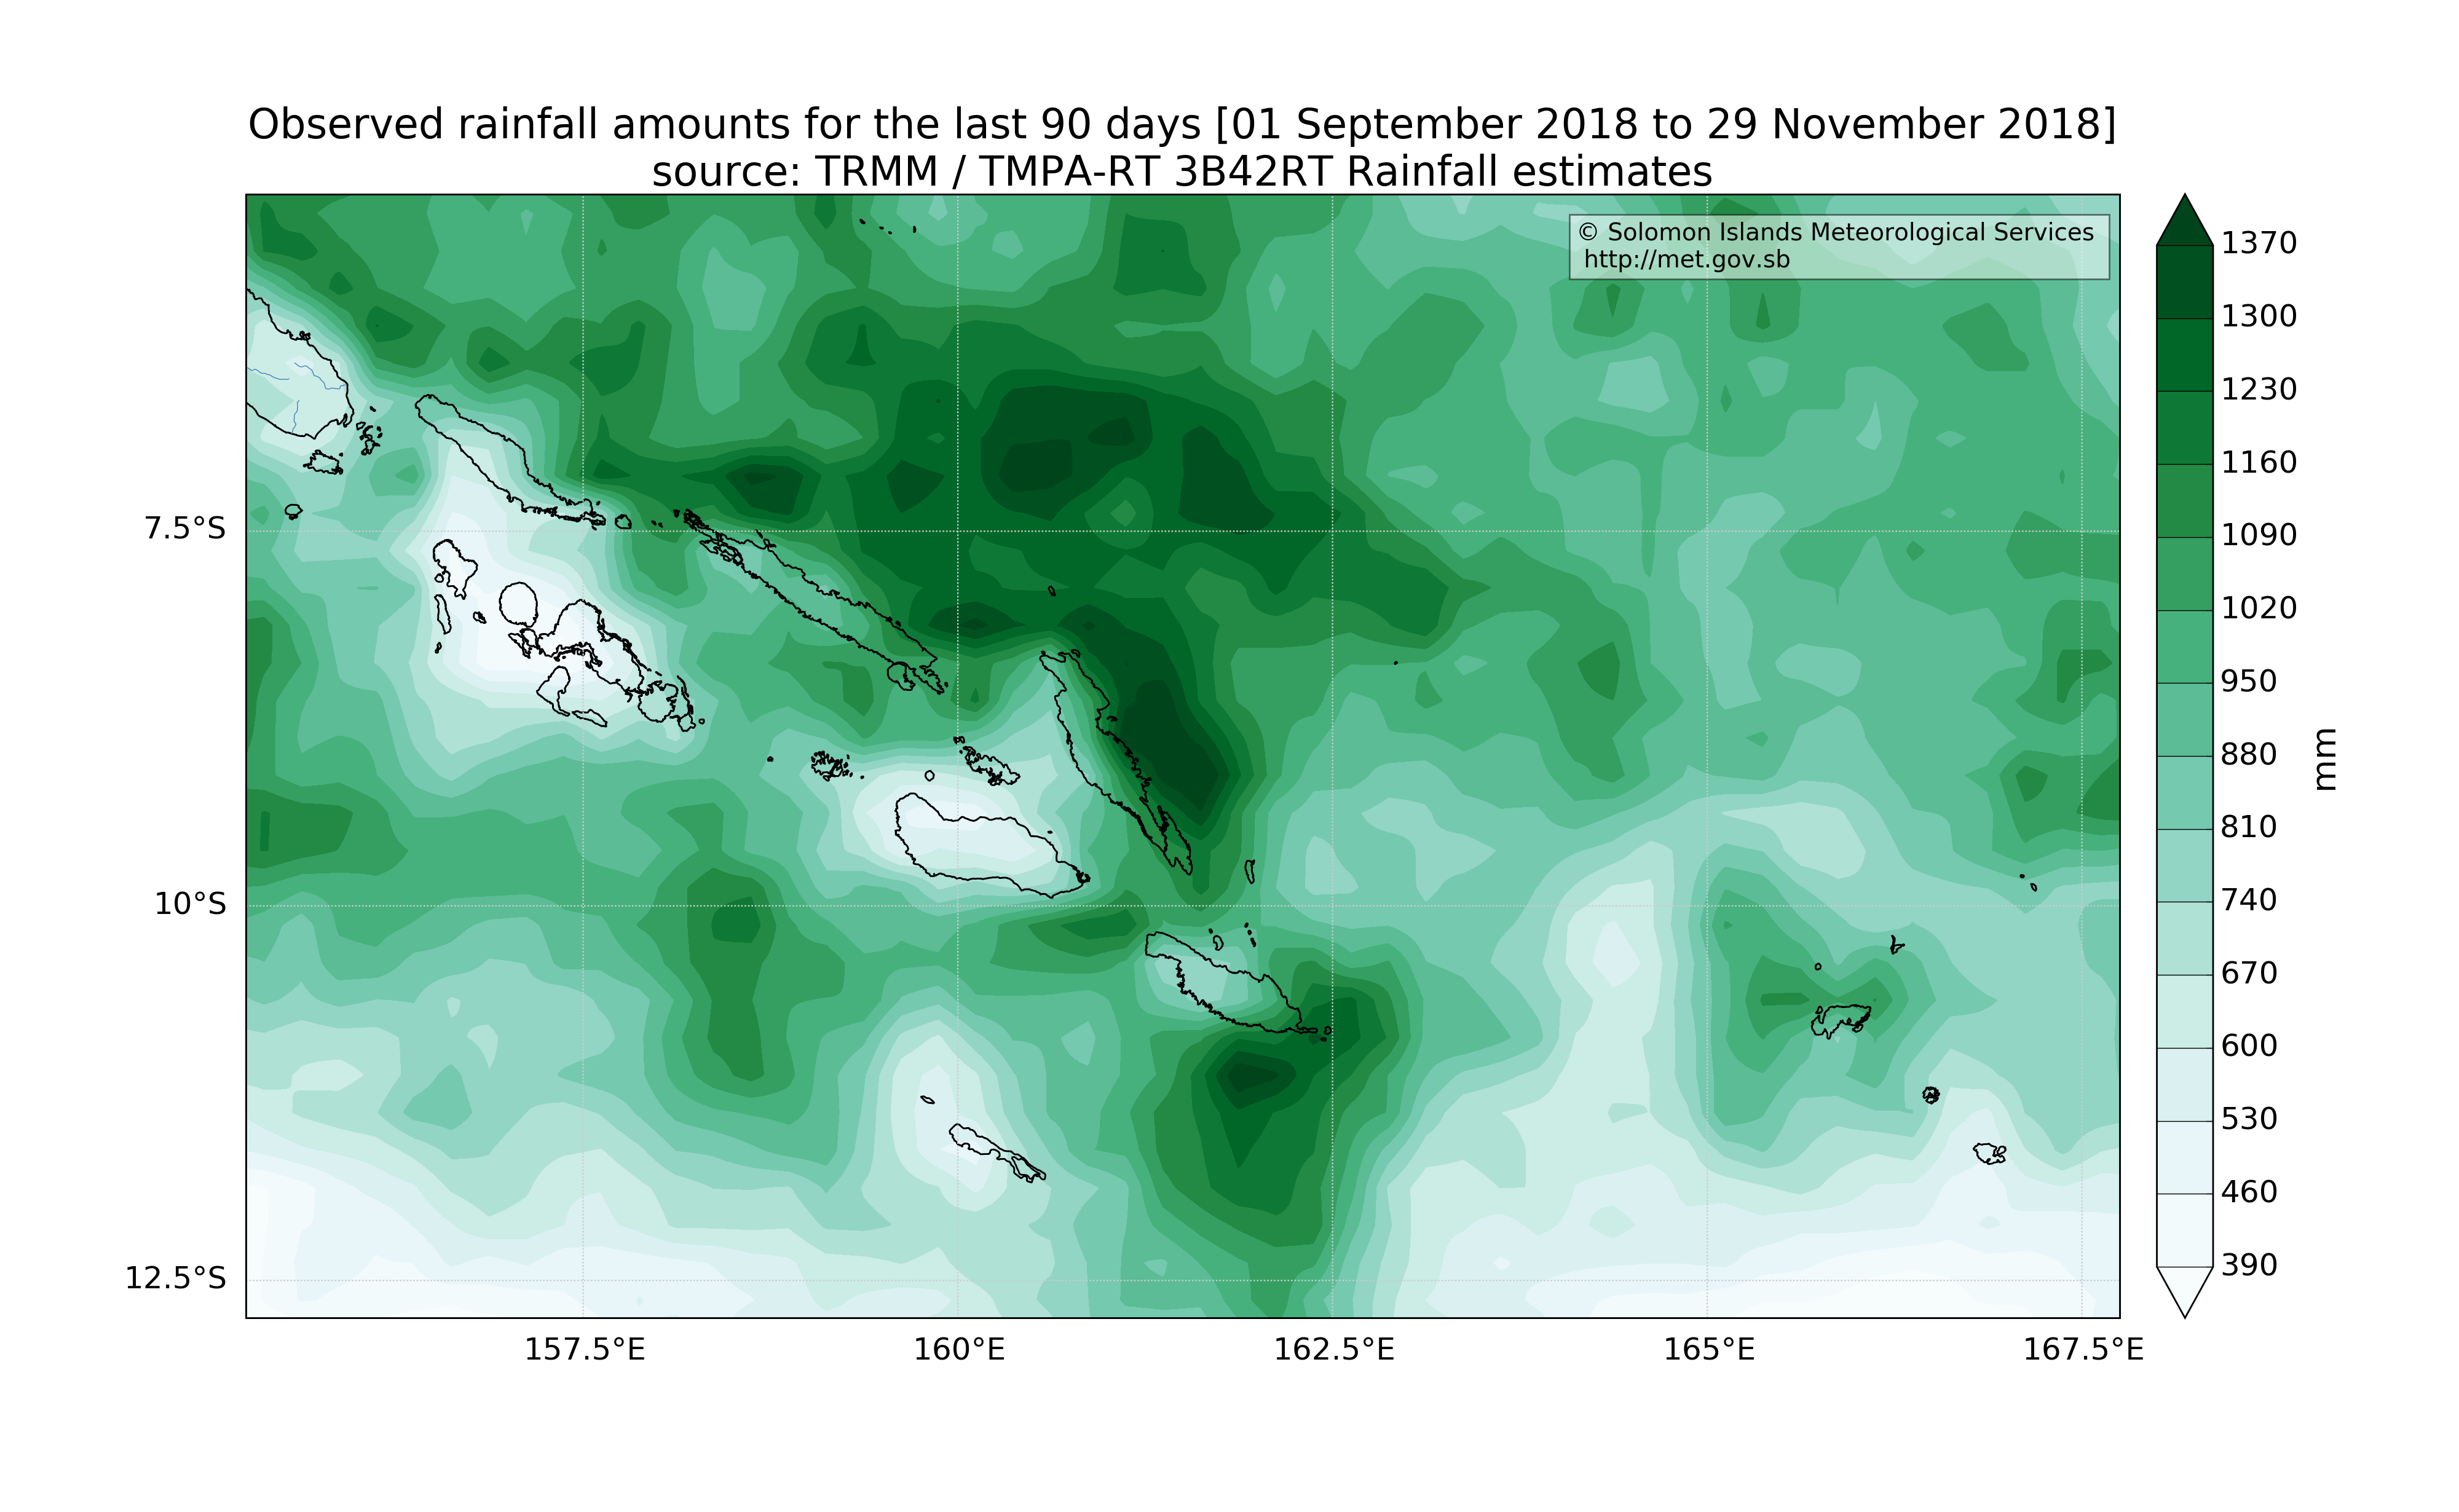 Observed rainfall amounts for the last 90 days [01 September 2018 to 29 November 2018]
source: TRMM / TMPA-RT 3B42RT Rainfall estimates
© Solomon Islands Meteorological Services
http://met.gov.sb
7.5°S
10°S
12.5°S
157.5°E
160°E
162.5°E
165°E
167.5°E
1370
1300
1230
1160
1090
1020
950
880
810
740
670
600
530
460
390
mm